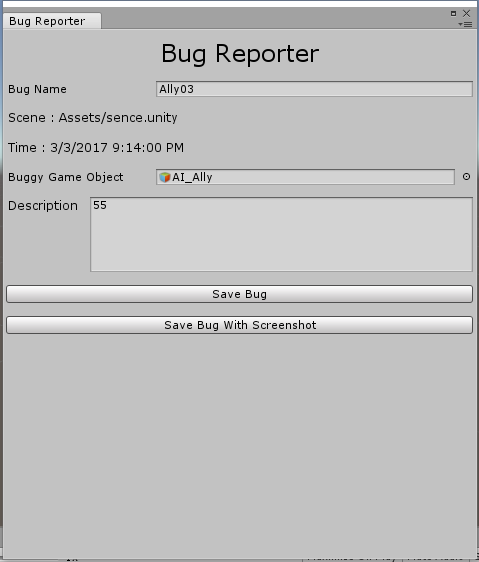 Bug Reporter
Bug Reporter
Bug Name Ally03
Scene : Assets/sence.unity
Time : 3/3/2017 9:14:00 PM
Buggy Game Object AI_Ally
Description 55
Save Bug
Save Bug With Screenshot